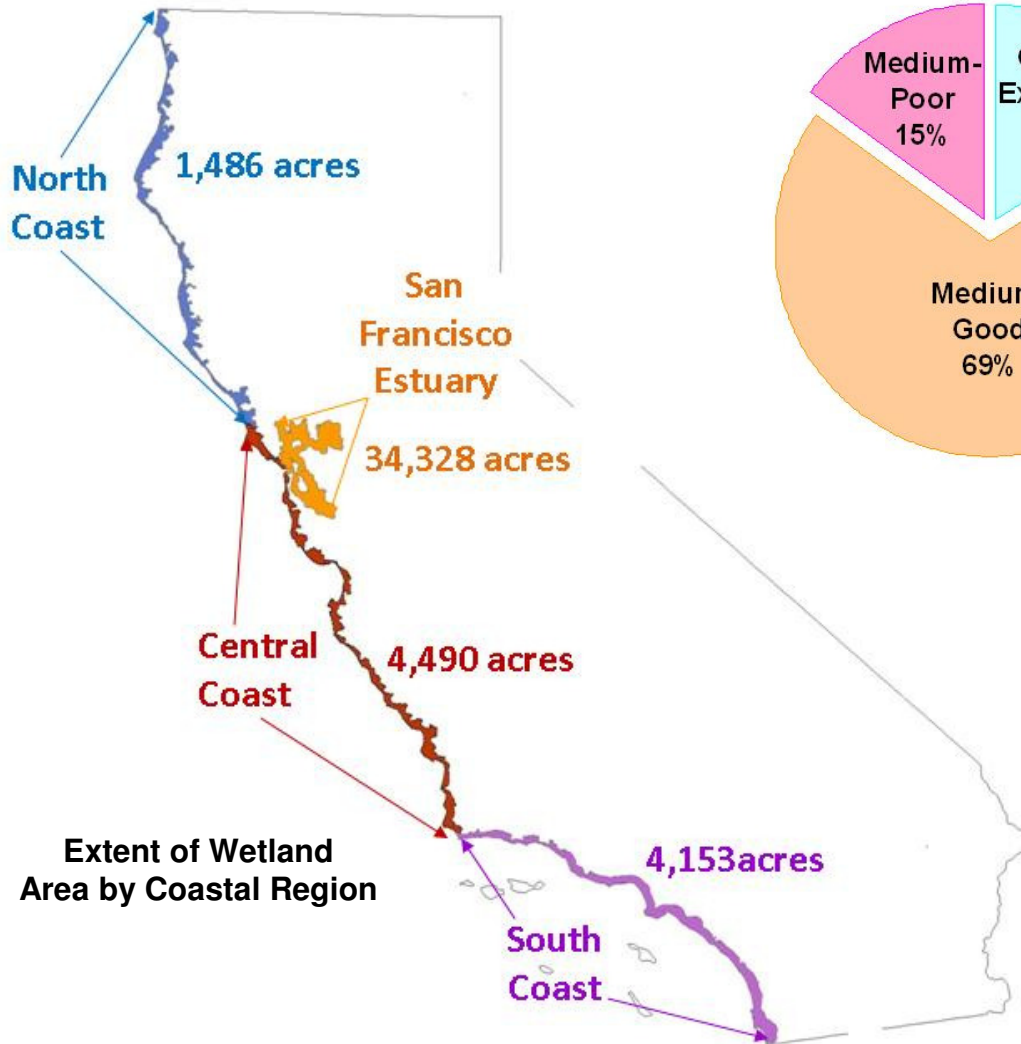 North
Coast
1,486 acres
San
Francisco
Estuary
34,328 acres
Central
Coast
4,490 acres
4,153acres
South
Coast
Extent of Wetland
Area by Coastal Region
Medium-
Poor
15%
Good
69%